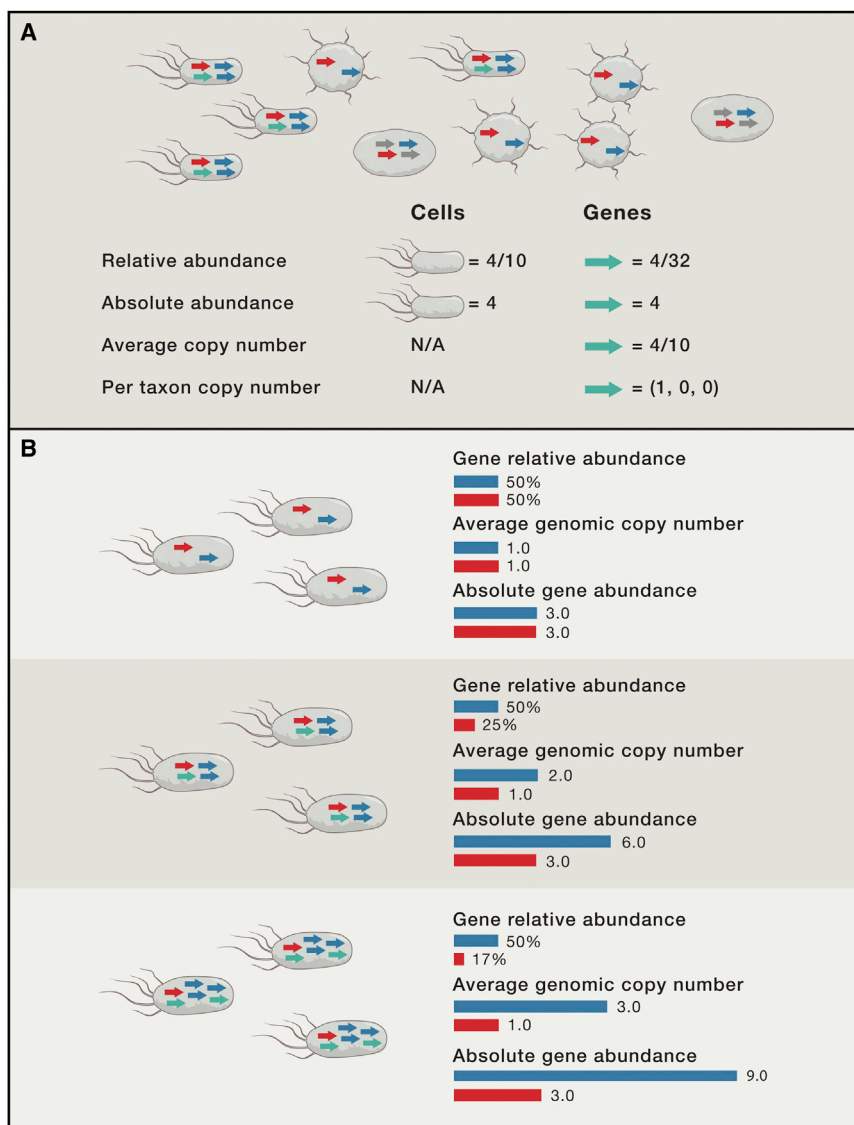 A
Cells Genes
Relative abundance = 4/10 = 4/32
Absolute abundance = 4 = 4
Average copy number N/A = 4/10
Per taxon copy number N/A = (1, 0, 0)
B
Gene relative abundance
50%
50%
Average genomic copy number
1.0
1.0
Absolute gene abundance
3.0
3.0
Gene relative abundance
50%
25%
Average genomic copy number
2.0
1.0
Absolute gene abundance
6.0
3.0
Gene relative abundance
50%
17%
Average genomic copy number
3.0
1.0
Absolute gene abundance
9.0
3.0